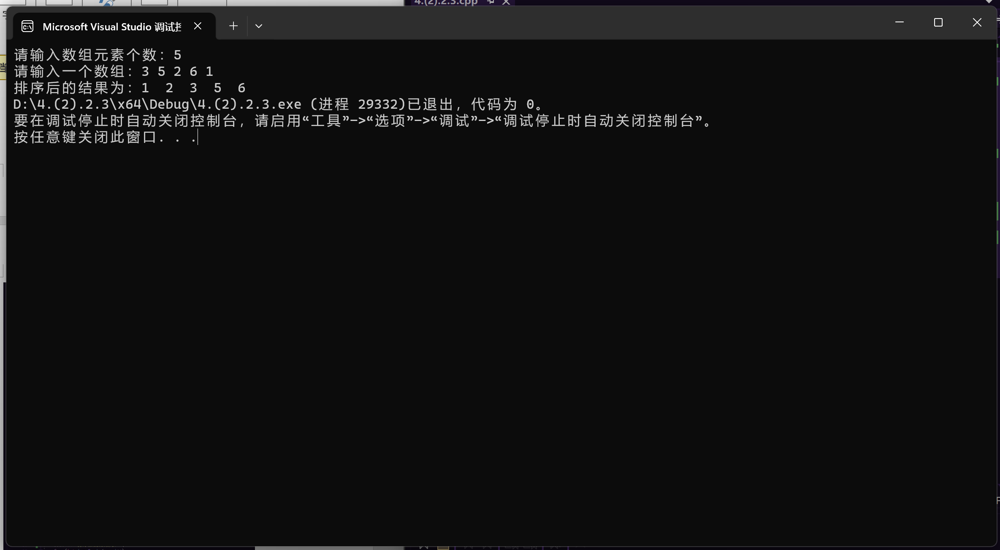 4.(2).2.3.cpp
Microsoft Visual Studio 调试控
请输入数组元素个数：5
请输入一个数组：3 5 2 6 1
排序后的结果为：1  2  3  5  6
D:\4.(2).2.3\x64\Debug\4.(2).2.3.exe (进程 29332)已退出，代码为 0。
要在调试停止时自动关闭控制台，请启用“工具”->“选项”->“调试”->“调试停止时自动关闭控制台”。
按任意键关闭此窗口. . .